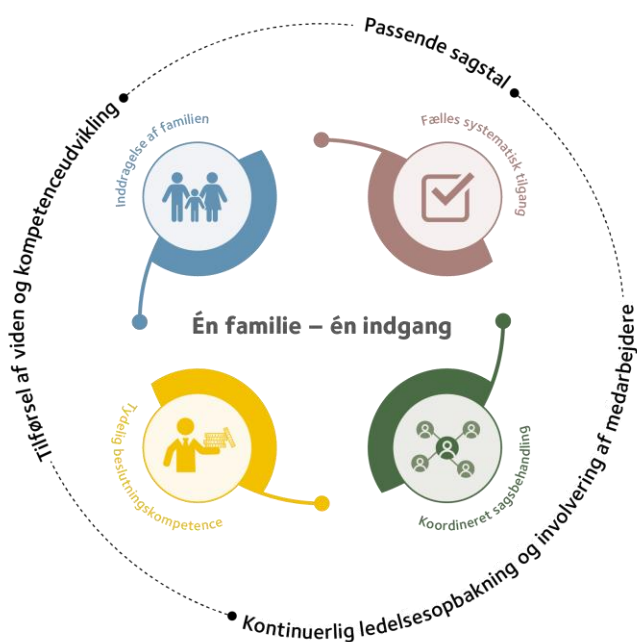 Passende sagstal
Tilførsel af viden og kompetenceudvikling
Inddragelse af familien
Fælles systematisk tilgang
Én familie – én indgang
Tydelig beslutningskompetence
Koordineret sagsbehandling
Kontinuerlig ledelsesopbakning og involvering af medarbejdere